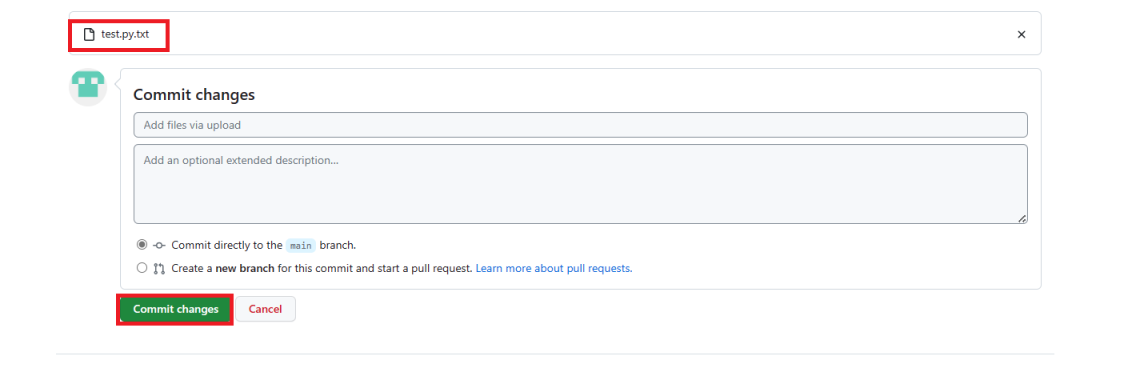 test.py.txt
Commit changes
Add files via upload
Add an optional extended description...
Commit directly to the main branch.
Create a new branch for this commit and start a pull request. Learn more about pull requests.
Commit changes Cancel